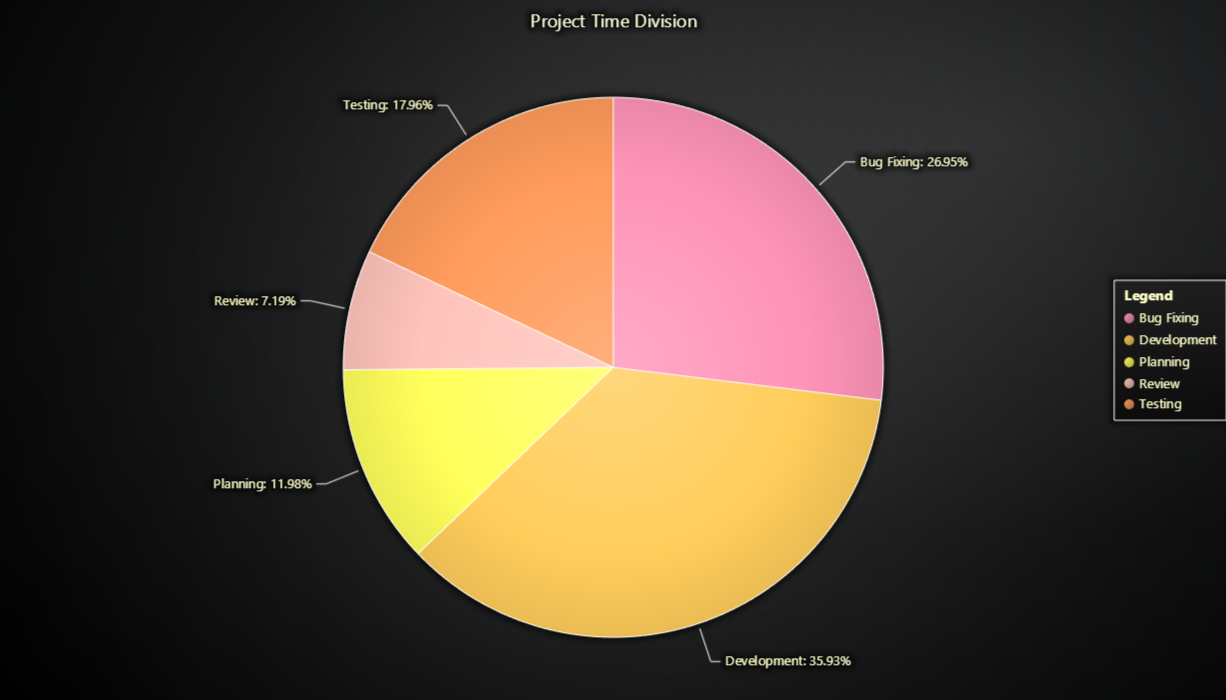 Project Time Division
Testing: 17.96%
Bug Fixing: 26.95%
Review: 7.19%
Planning: 11.98%
Development: 35.93%
Legend
Bug Fixing
Development
Planning
Review
Testing